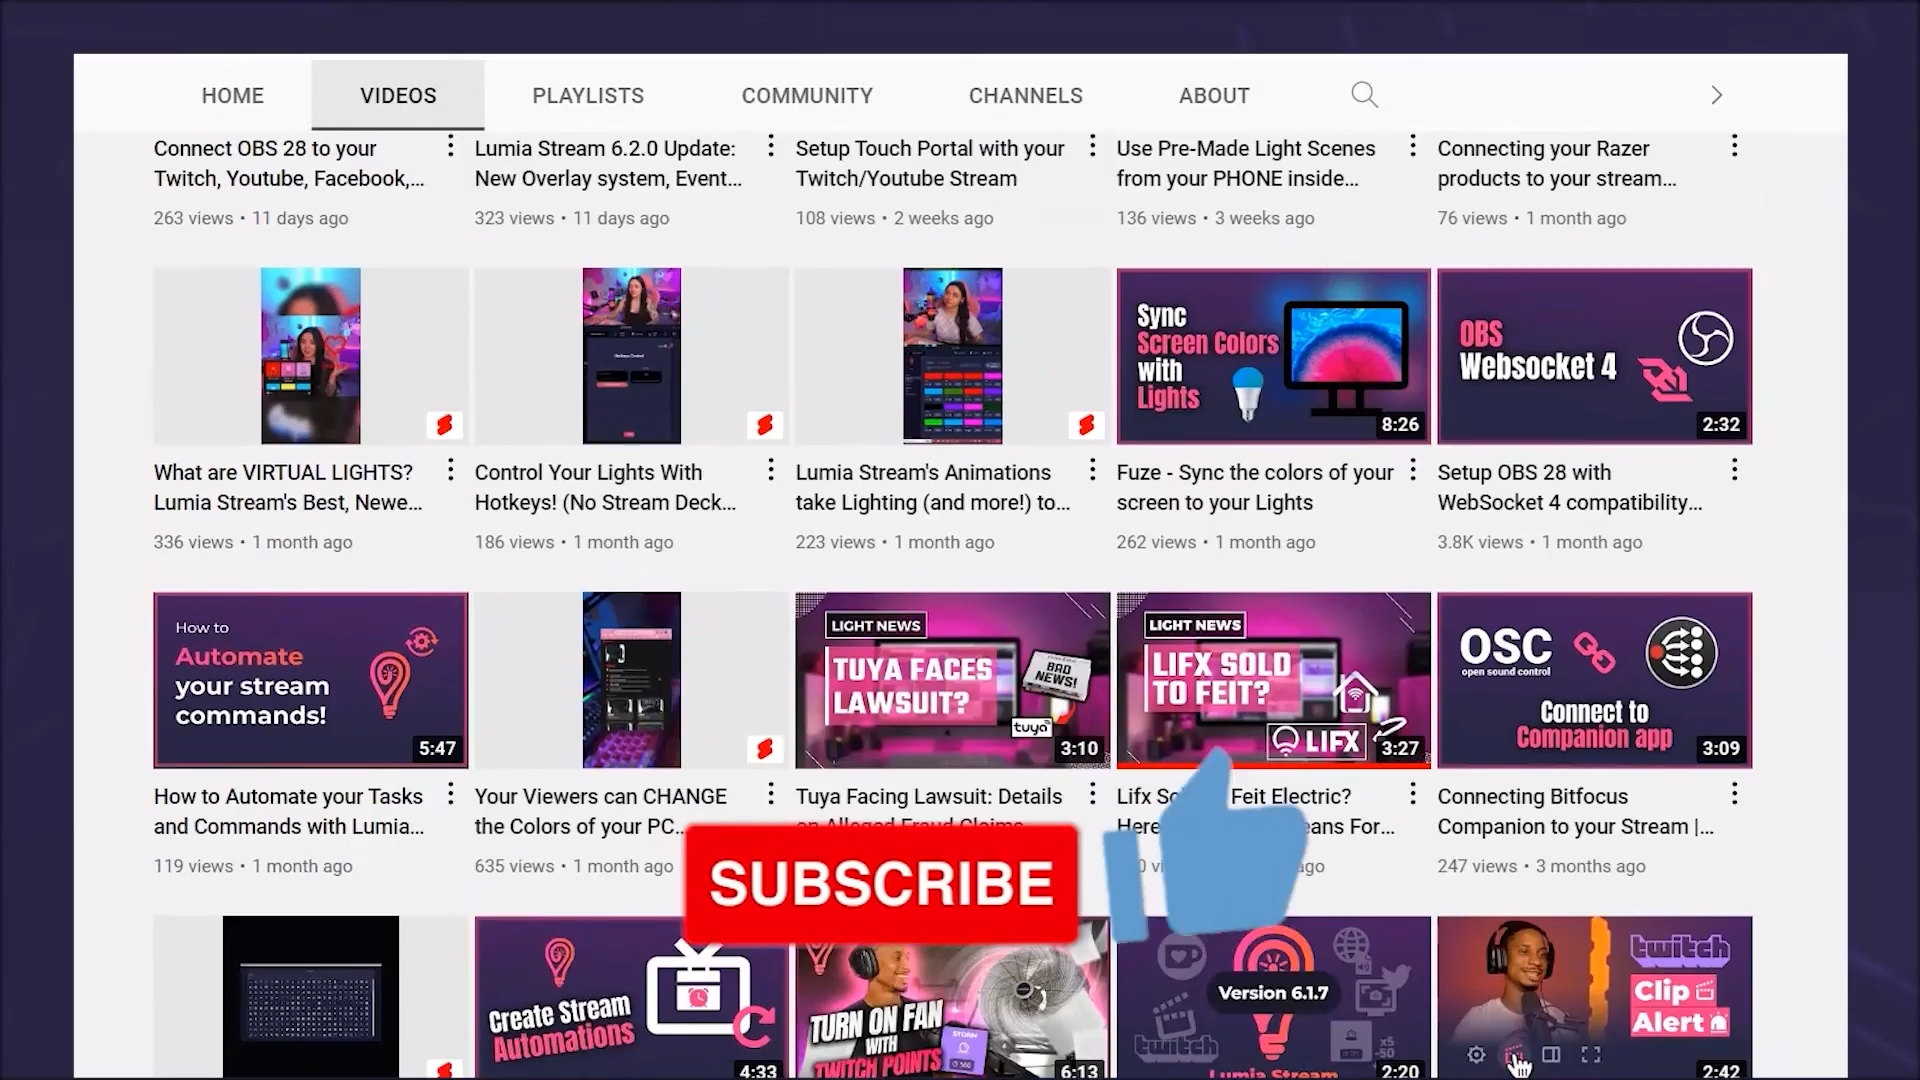 HOME VIDEOS PLAYLISTS COMMUNITY CHANNELS ABOUT
Connect OBS 28 to your
Twitch, Youtube, Facebook,...
263 views • 11 days ago
Lumia Stream 6.2.0 Update:
New Overlay system, Event...
323 views • 11 days ago
Setup Touch Portal with your
Twitch/Youtube Stream
108 views • 2 weeks ago
Use Pre-Made Light Scenes
from your PHONE inside...
136 views • 3 weeks ago
Connecting your Razer
products to your stream...
76 views • 1 month ago
Sync
Screen Colors
with
Lights
8:26
OBS
Websocket 4
2:32
What are VIRTUAL LIGHTS?
Lumia Stream's Best, Newe...
336 views • 1 month ago
Control Your Lights With
Hotkeys! (No Stream Deck...
186 views • 1 month ago
Lumia Stream's Animations
take Lighting (and more!) to...
223 views • 1 month ago
Fuze - Sync the colors of your
screen to your Lights
262 views • 1 month ago
Setup OBS 28 with
WebSocket 4 compatibility...
3.8K views • 1 month ago
How to
Automate
your stream
commands!
5:47
LIGHT NEWS
TUYA FACES
LAWSUIT?
BAD
NEWS!
tuya
3:10
LIGHT NEWS
LIFX SOLD
TO FEIT?
LIFX
3:27
OSC
open sound control
Connect to
Companion app
3:09
How to Automate your Tasks
and Commands with Lumia...
119 views • 1 month ago
Your Viewers can CHANGE
the Colors of your PC...
635 views • 1 month ago
Tuya Facing Lawsuit: Details
on Alleged Fraud Claims
Lifx Feit Electric?
For...
ago
Connecting Bitfocus
Companion to your Stream |...
247 views • 3 months ago
SUBSCRIBE
Create Stream
Automations
4:33
TURN ON FAN
WITH
TWITCH POINTS
STORM
6:13
Version 6.1.7
twitch
x5
-50
Lumia Stream
2:20
twitch
Clip
Alert
2:42